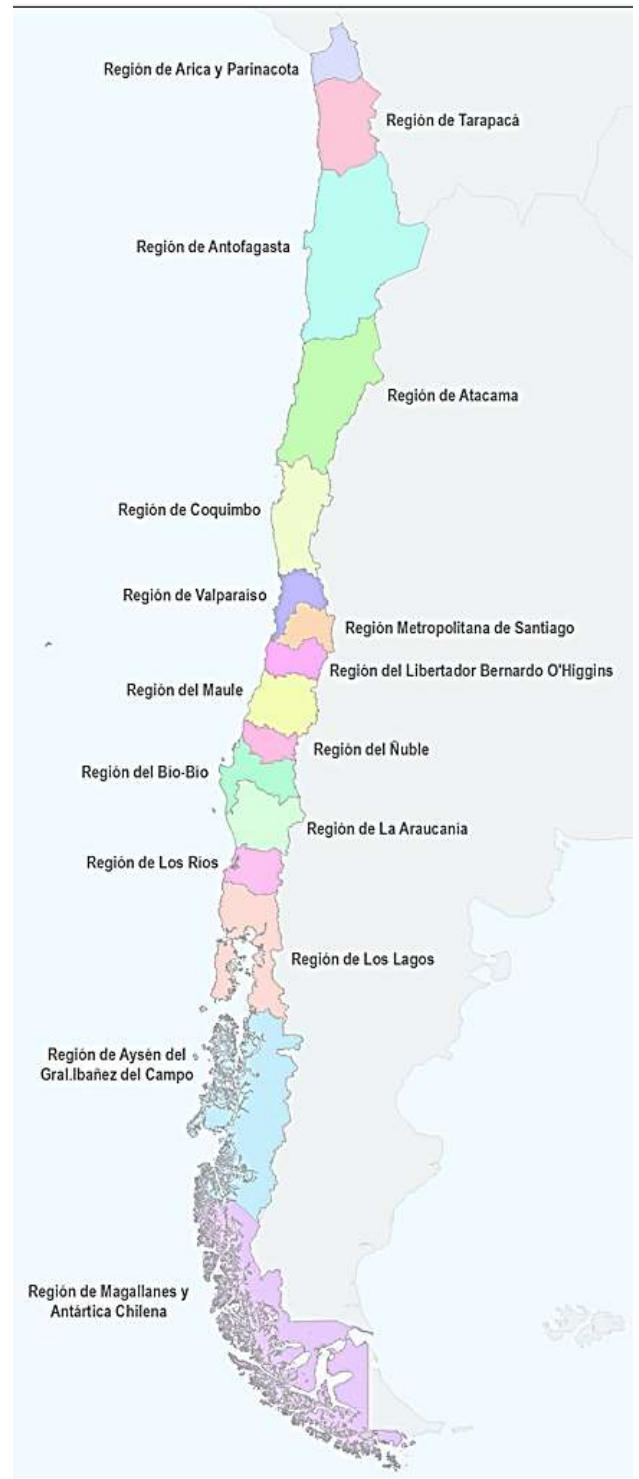 Región de Arica y Parinacota
Región de Tarapacá
Región de Antofagasta
Región de Atacama
Región de Coquimbo
Región de Valparaíso
Región Metropolitana de Santiago
Región del Libertador Bernardo O'Higgins
Región del Maule
Región del Ñuble
Región del Bío-Bío
Región de La Araucanía
Región de Los Ríos
Región de Los Lagos
Región de Aysén del
Gral.Ibañez del Campo
Región de Magallanes y
Antártica Chilena